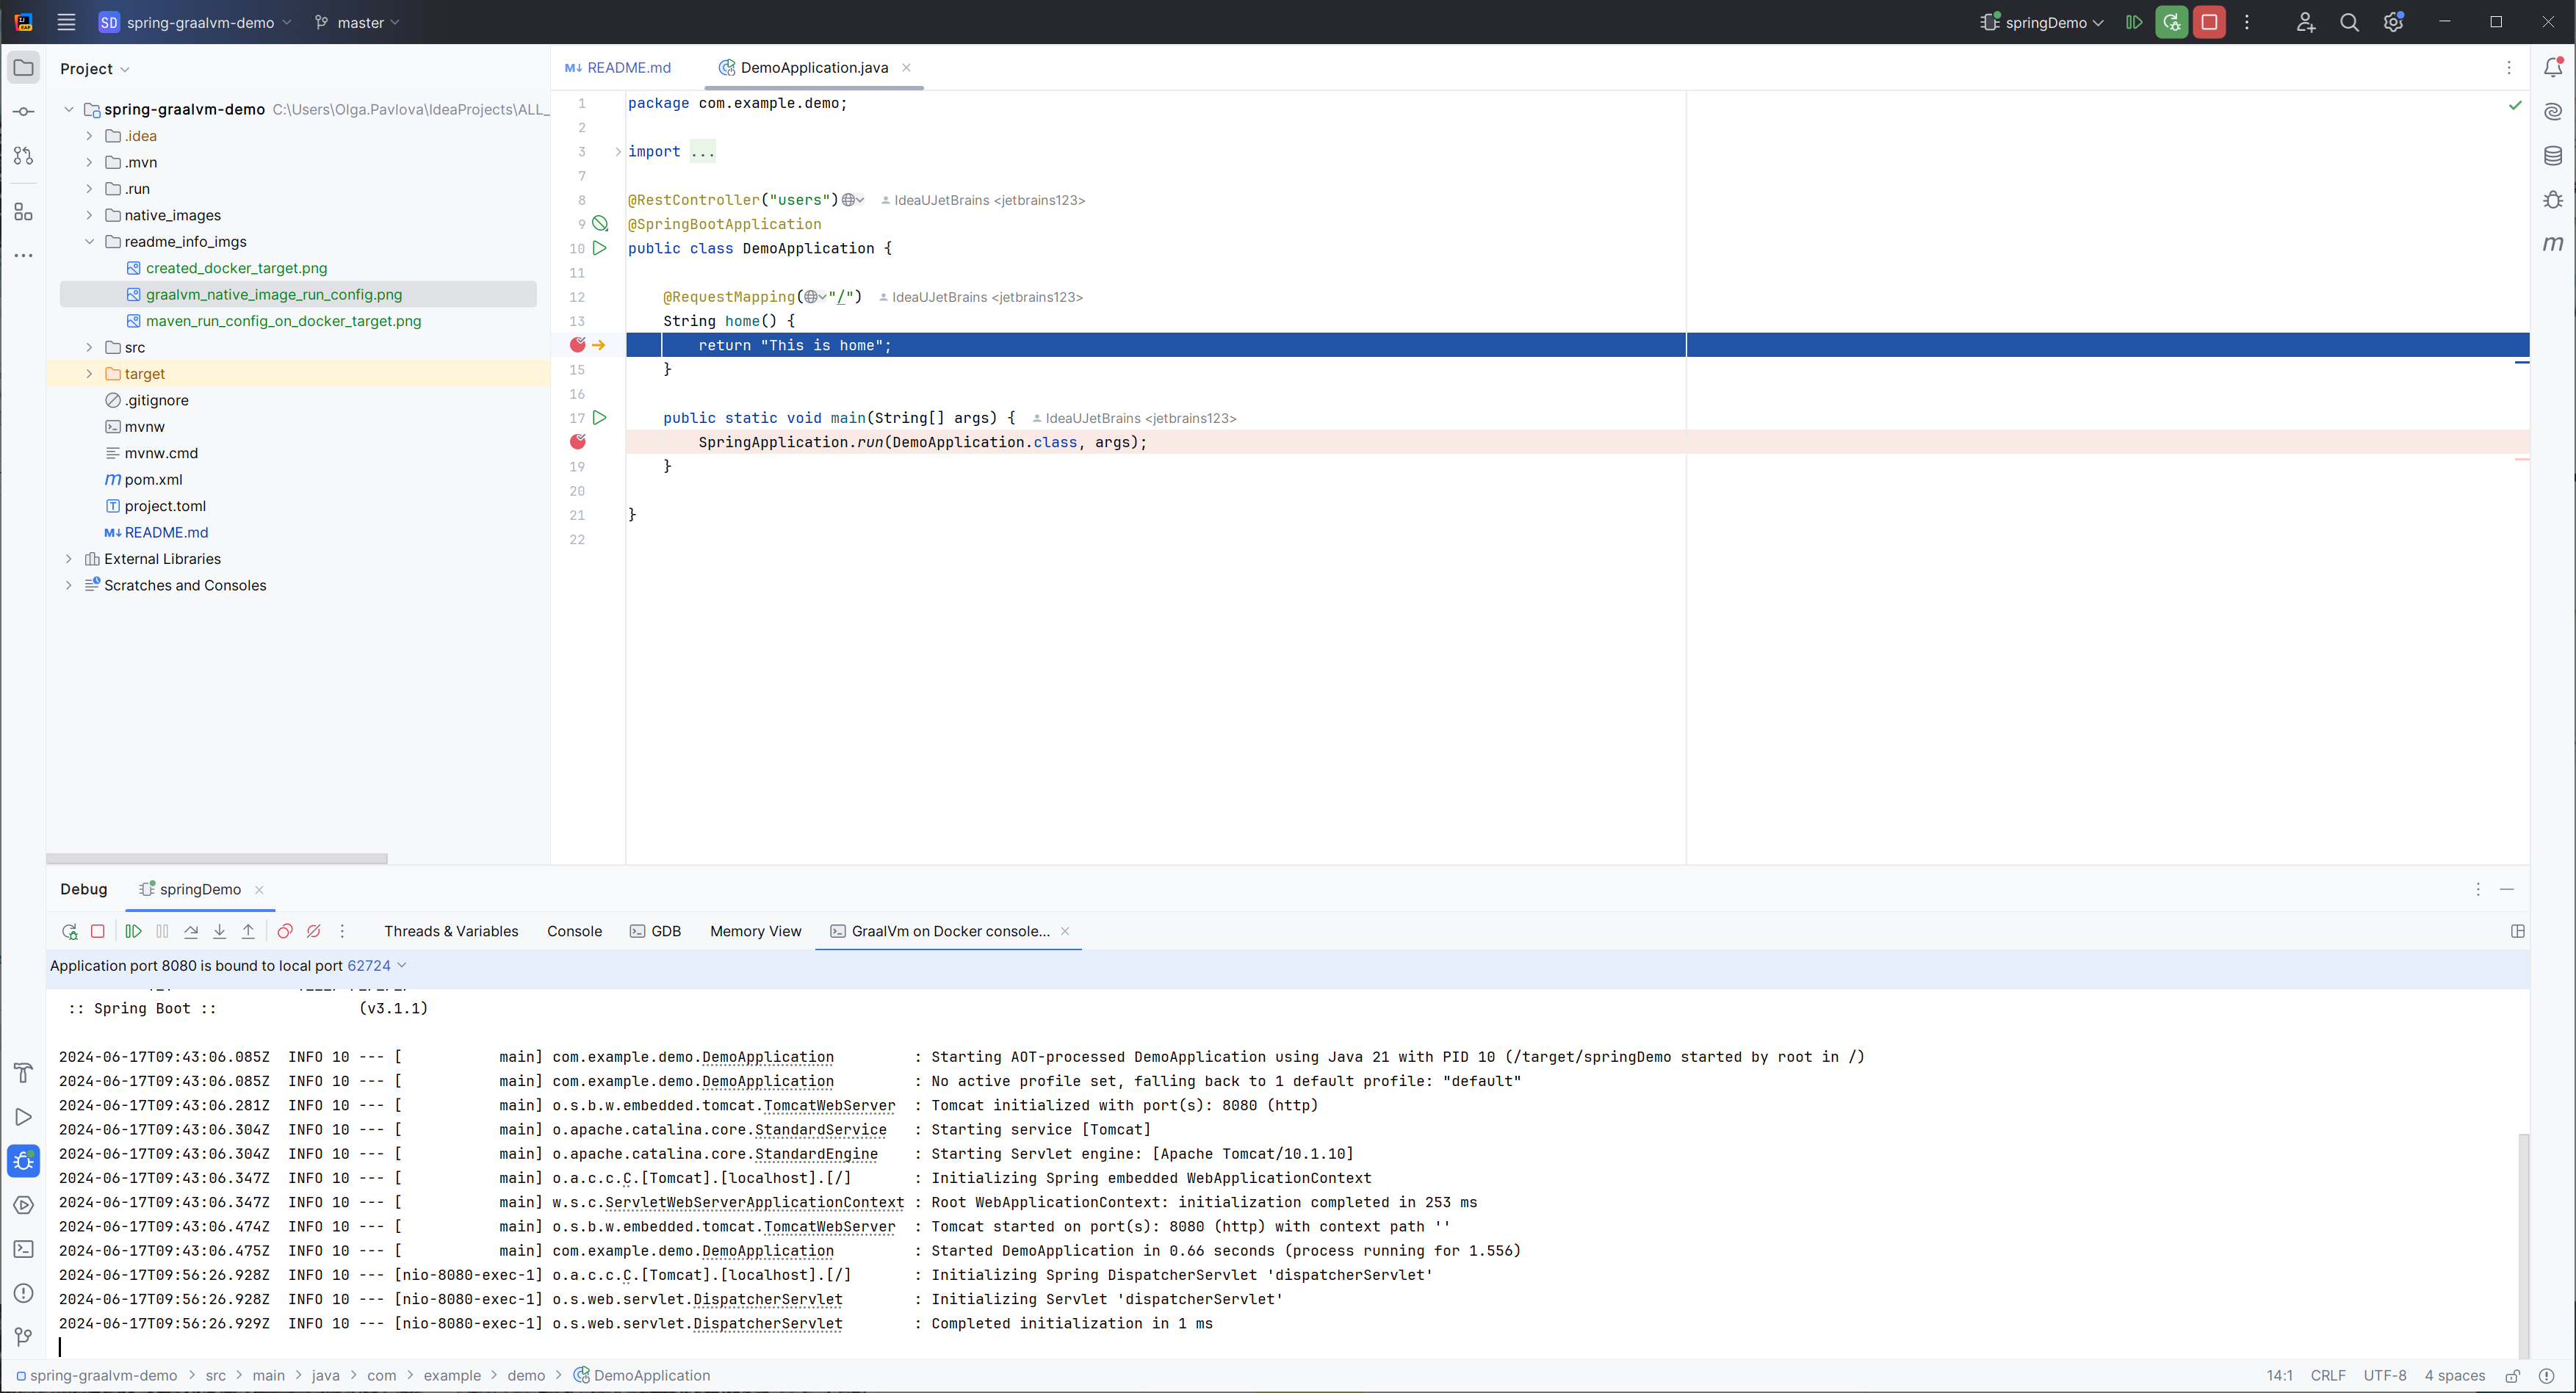 SD spring-graalvm-demo master springDemo
Project
spring-graalvm-demo C:\Users\Olga.Pavlova\IdeaProjects\ALL_
.idea
.mvn
.run
native_images
readme_info_imgs
created_docker_target.png
graalvm_native_image_run_config.png
maven_run_config_on_docker_target.png
src
target
.gitignore
mvnw
mvnw.cmd
pom.xml
project.toml
README.md
External Libraries
Scratches and Consoles
README.md DemoApplication.java
1 package com.example.demo;
2
3 import ...
7
8 @RestController("users") IdeaUJetBrains <jetbrains123>
9 @SpringBootApplication
10 public class DemoApplication {
11
12 @RequestMapping("/") IdeaUJetBrains <jetbrains123>
13 String home() {
return "This is home";
15 }
16
17 public static void main(String[] args) { IdeaUJetBrains <jetbrains123>
SpringApplication.run(DemoApplication.class, args);
19 }
20
21 }
22
Debug springDemo
Threads & Variables Console GDB Memory View GraalVm on Docker console...
Application port 8080 is bound to local port 62724
:: Spring Boot :: (v3.1.1)
2024-06-17T09:43:06.085Z INFO 10 --- [ main] com.example.demo.DemoApplication : Starting AOT-processed DemoApplication using Java 21 with PID 10 (/target/springDemo started by root in /)
2024-06-17T09:43:06.085Z INFO 10 --- [ main] com.example.demo.DemoApplication : No active profile set, falling back to 1 default profile: "default"
2024-06-17T09:43:06.281Z INFO 10 --- [ main] o.s.b.w.embedded.tomcat.TomcatWebServer : Tomcat initialized with port(s): 8080 (http)
2024-06-17T09:43:06.304Z INFO 10 --- [ main] o.apache.catalina.core.StandardService : Starting service [Tomcat]
2024-06-17T09:43:06.304Z INFO 10 --- [ main] o.apache.catalina.core.StandardEngine : Starting Servlet engine: [Apache Tomcat/10.1.10]
2024-06-17T09:43:06.347Z INFO 10 --- [ main] o.a.c.c.C.[Tomcat].[localhost].[/] : Initializing Spring embedded WebApplicationContext
2024-06-17T09:43:06.347Z INFO 10 --- [ main] w.s.c.ServletWebServerApplicationContext : Root WebApplicationContext: initialization completed in 253 ms
2024-06-17T09:43:06.474Z INFO 10 --- [ main] o.s.b.w.embedded.tomcat.TomcatWebServer : Tomcat started on port(s): 8080 (http) with context path ''
2024-06-17T09:43:06.475Z INFO 10 --- [ main] com.example.demo.DemoApplication : Started DemoApplication in 0.66 seconds (process running for 1.556)
2024-06-17T09:56:26.928Z INFO 10 --- [nio-8080-exec-1] o.a.c.c.C.[Tomcat].[localhost].[/] : Initializing Spring DispatcherServlet 'dispatcherServlet'
2024-06-17T09:56:26.928Z INFO 10 --- [nio-8080-exec-1] o.s.web.servlet.DispatcherServlet : Initializing Servlet 'dispatcherServlet'
2024-06-17T09:56:26.929Z INFO 10 --- [nio-8080-exec-1] o.s.web.servlet.DispatcherServlet : Completed initialization in 1 ms
spring-graalvm-demo > src > main > java > com > example > demo > DemoApplication 14:1 CRLF UTF-8 4 spaces